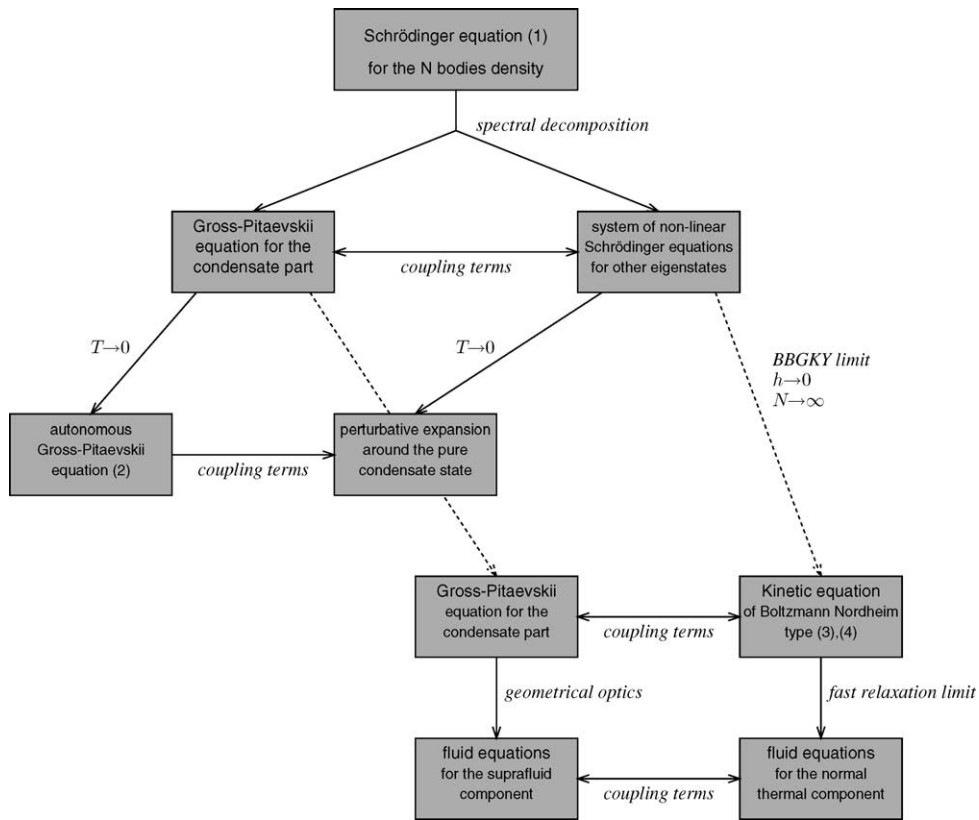 Schrödinger equation (1)
for the N bodies density
spectral decomposition
Gross-Pitaevskii
equation for the
condensate part
coupling terms
system of non-linear
Schrödinger equations
for other eigenstates
T→0
T→0
BBGKY limit
h→0
N→∞
autonomous
Gross-Pitaevskii
equation (2)
coupling terms
perturbative expansion
around the pure
condensate state
Gross-Pitaevskii
equation for the
condensate part
coupling terms
Kinetic equation
of Boltzmann Nordheim
type (3),(4)
geometrical optics
fast relaxation limit
fluid equations
for the suprafluid
component
coupling terms
fluid equations
for the normal
thermal component